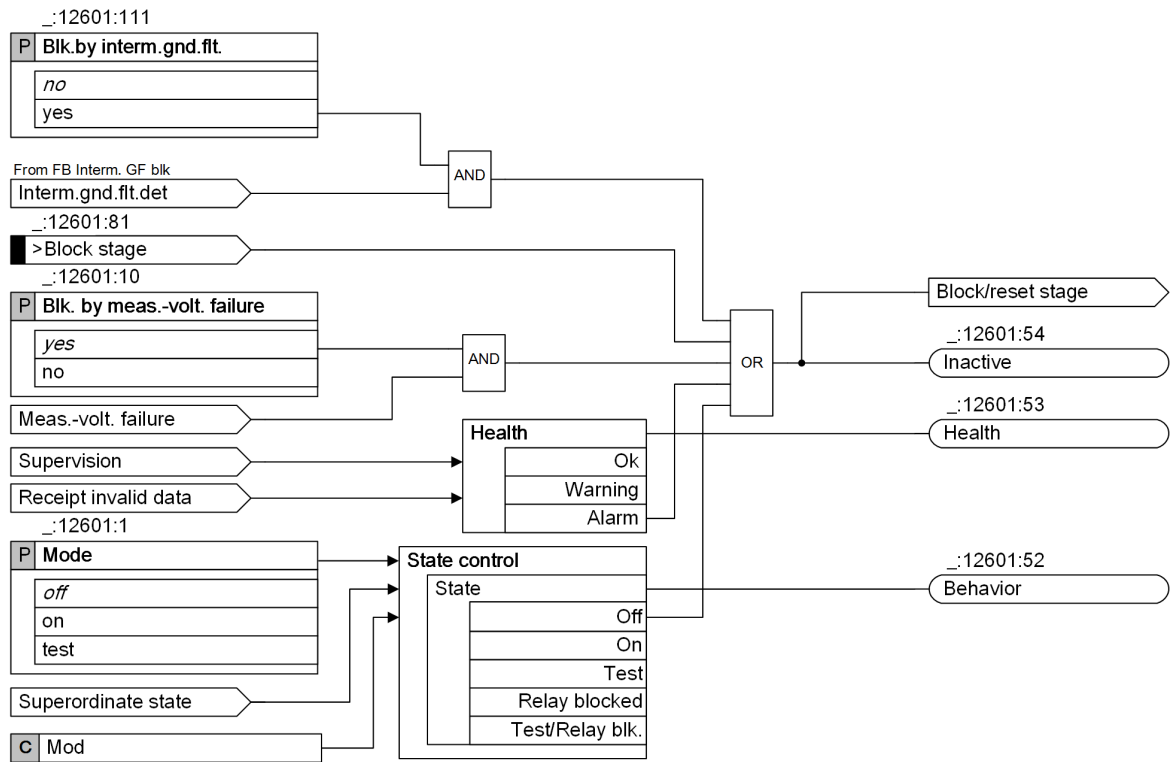 _:12601:111
P Blk.by interm.gnd.flt.
no
yes
From FB Interm. GF blk
Interm.gnd.flt.det
AND
_:12601:81
>Block stage
_:12601:10
P Blk. by meas.-volt. failure
yes
no
AND
Meas.-volt. failure
OR
Block/reset stage
_:12601:54
Inactive
_:12601:53
Health
Supervision
Receipt invalid data
Health
Ok
Warning
Alarm
_:12601:1
P Mode
off
on
test
Superordinate state
C Mod
State control
State
Off
On
Test
Relay blocked
Test/Relay blk.
_:12601:52
Behavior